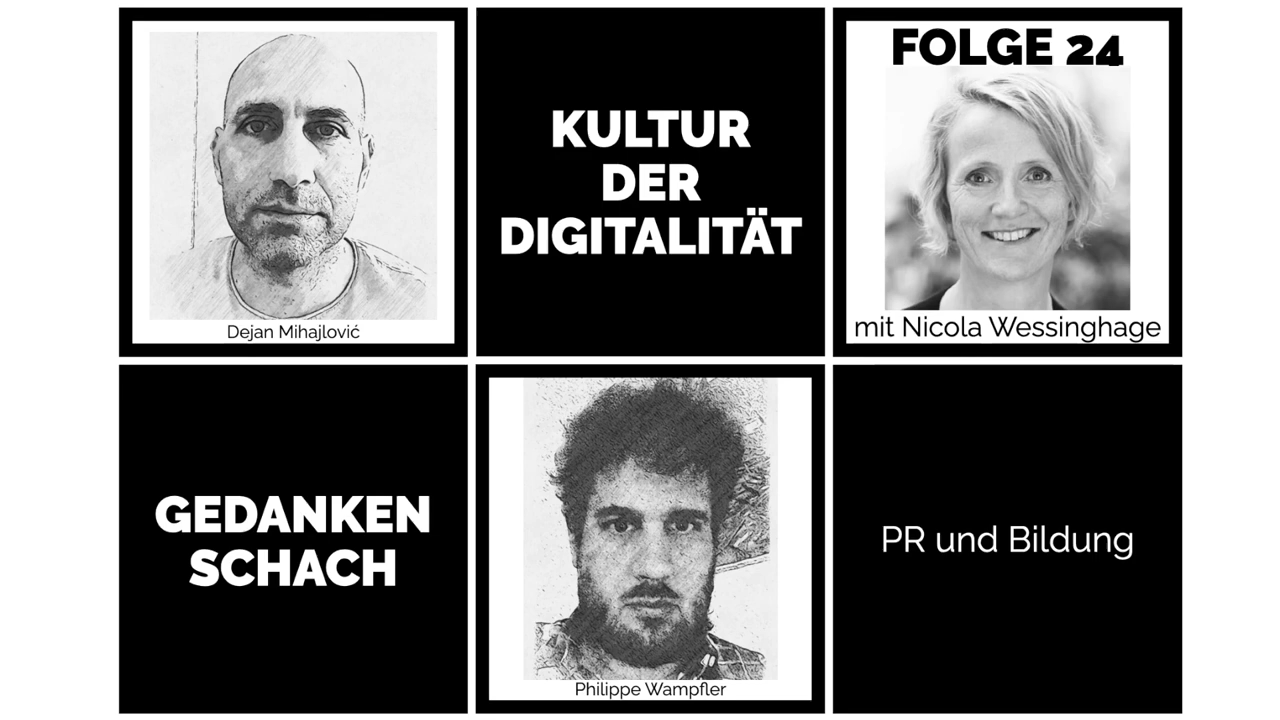 Dejan Mihajlović
KULTUR
DER
DIGITALITÄT
FOLGE 24
mit Nicola Wessinghage
GEDANKEN
SCHACH
Philippe Wampfler
PR und Bildung